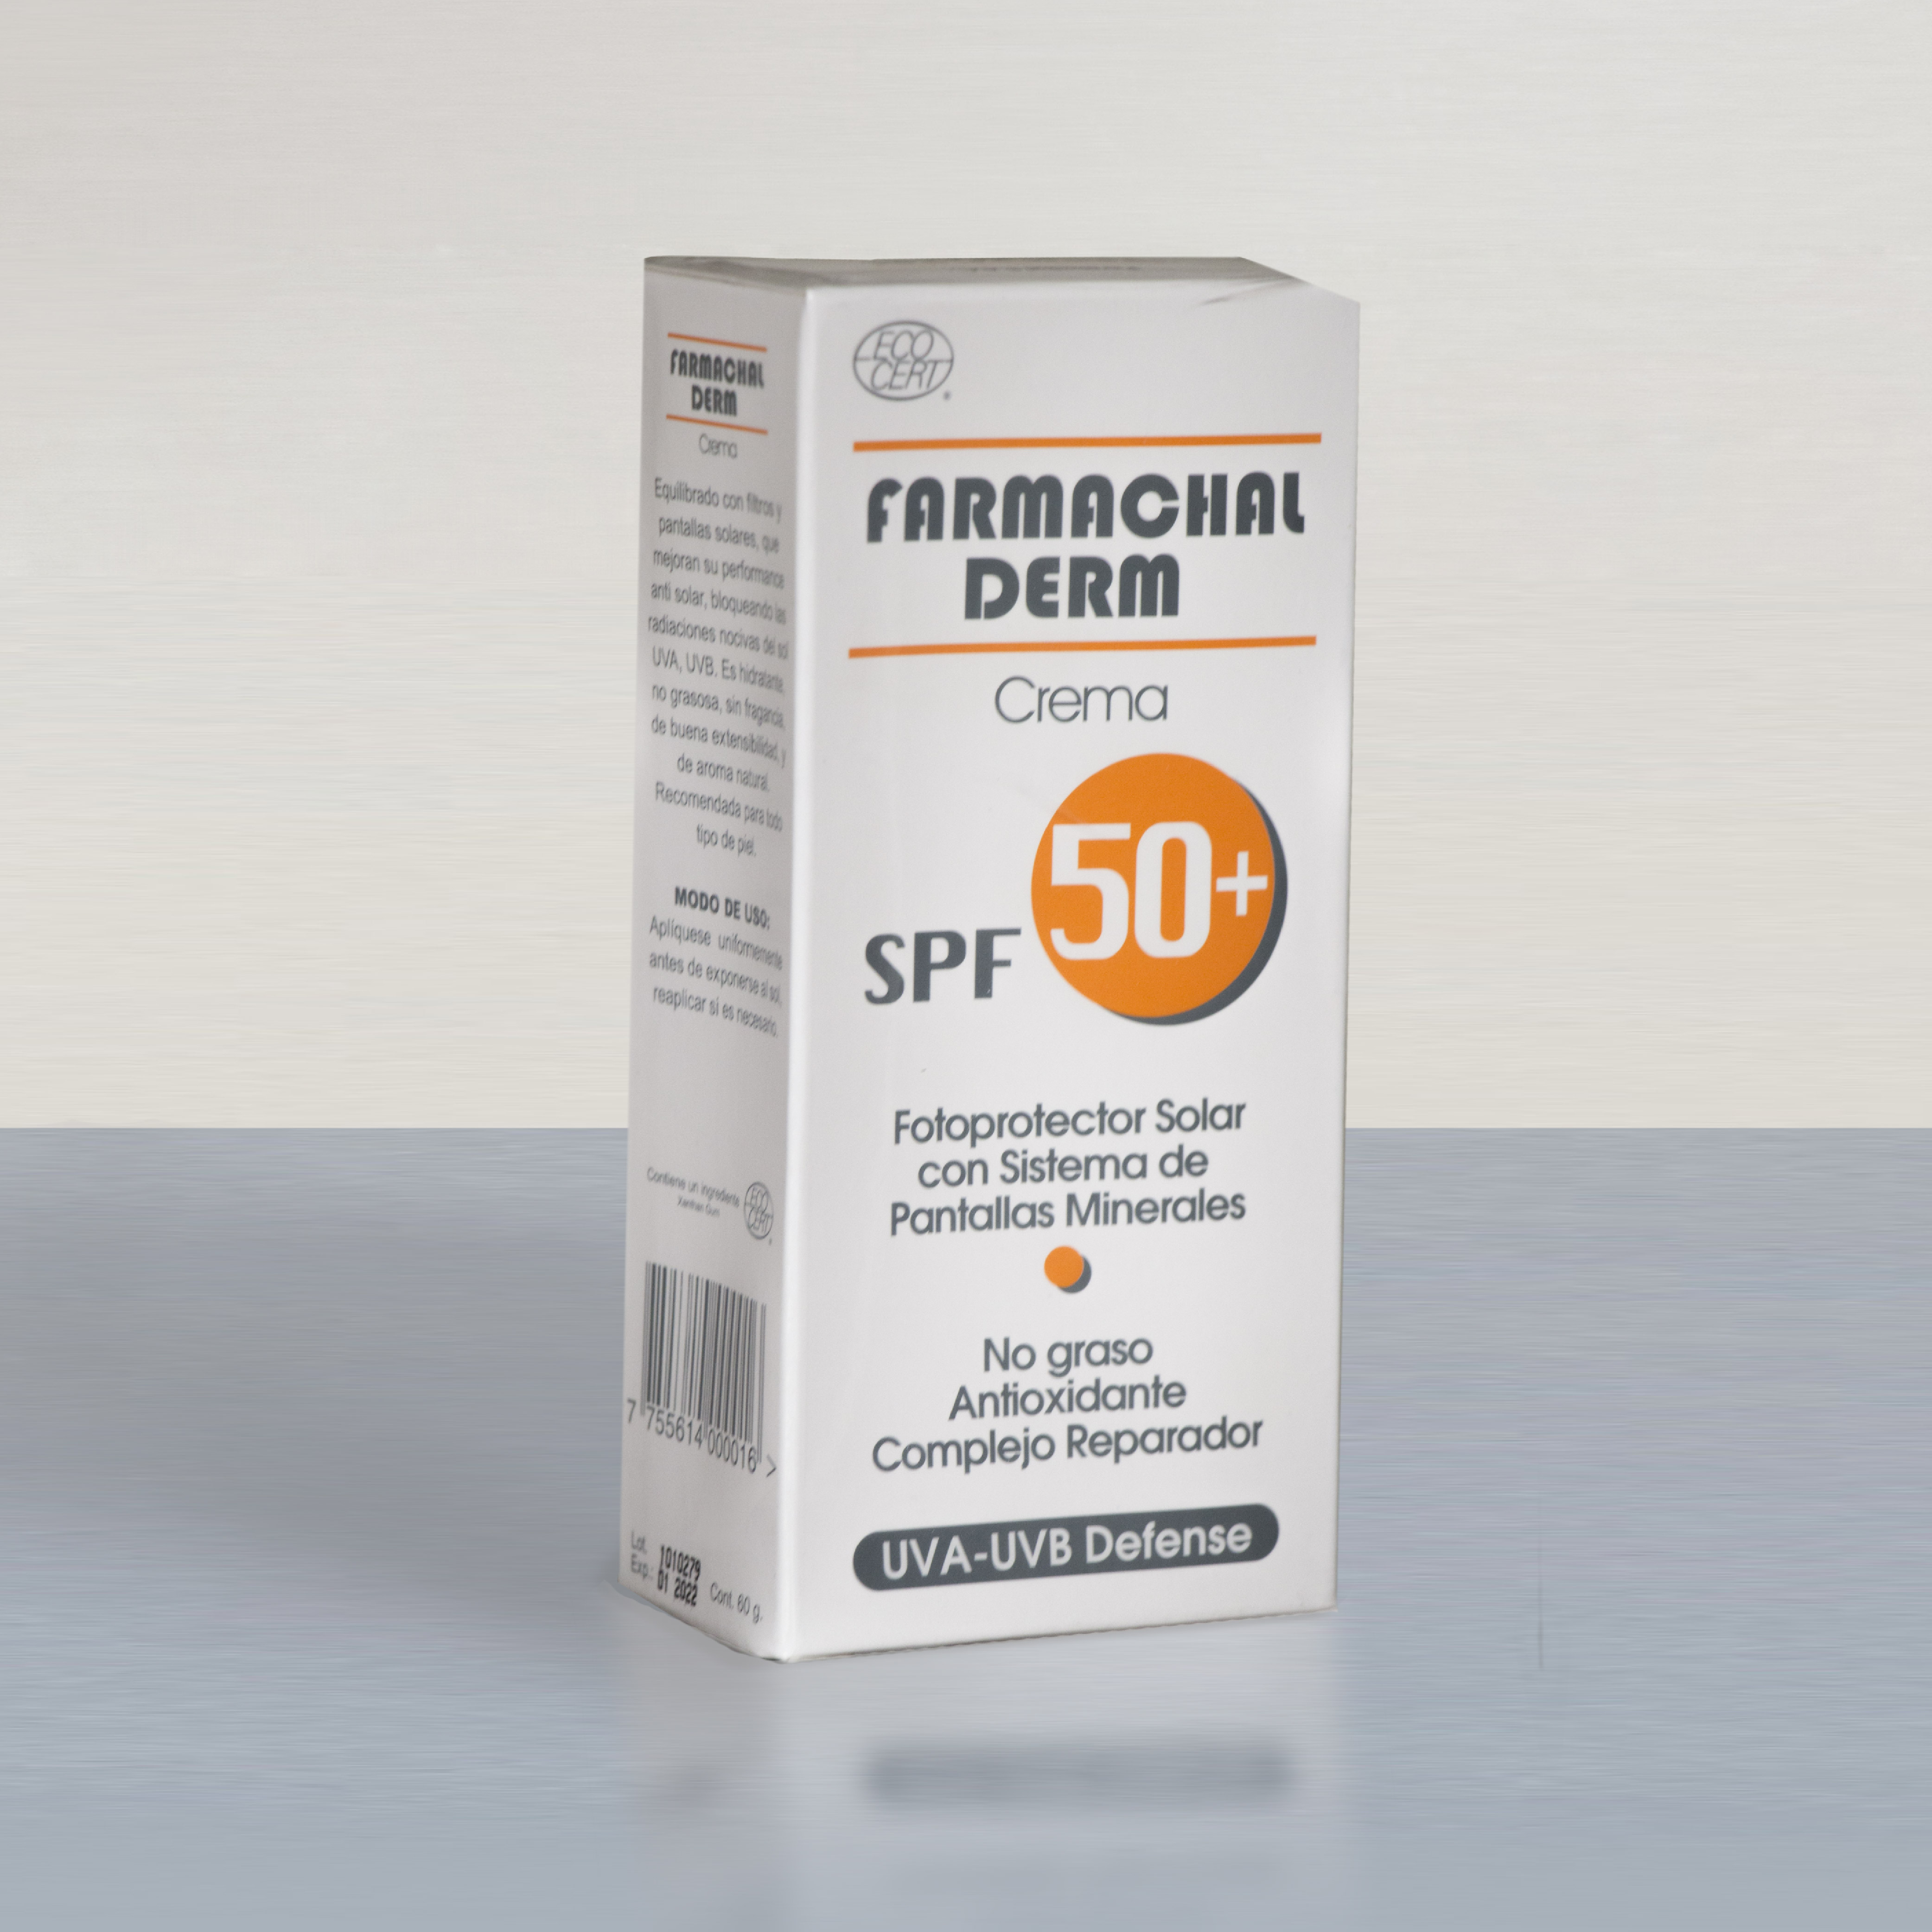 FARMACHAL
DERM
Crema
Equilibrado con filtros y
pantallas solares, que
mejoran su performance
anti solar, bloqueando las
radiaciones nocivas del sol
UVA, UVB. Es hidratante,
no grasosa, sin fragancia,
de buena extensibilidad, y
de aroma natural.
Recomendada para todo
tipo de piel.
MODO DE USO:
Aplíquese uniformemente
antes de exponerse al sol,
reaplicar si es necesario.
Contiene un ingrediente
Xanthan Gum
ECO
CERT
7 755614 000016 >
Lot. 1010279
Exp.: 01 2022
Cont. 60 g.
ECO
CERT
®
FARMACHAL
DERM
Crema
SPF 50+
Fotoprotector Solar
con Sistema de
Pantallas Minerales
No graso
Antioxidante
Complejo Reparador
UVA-UVB Defense